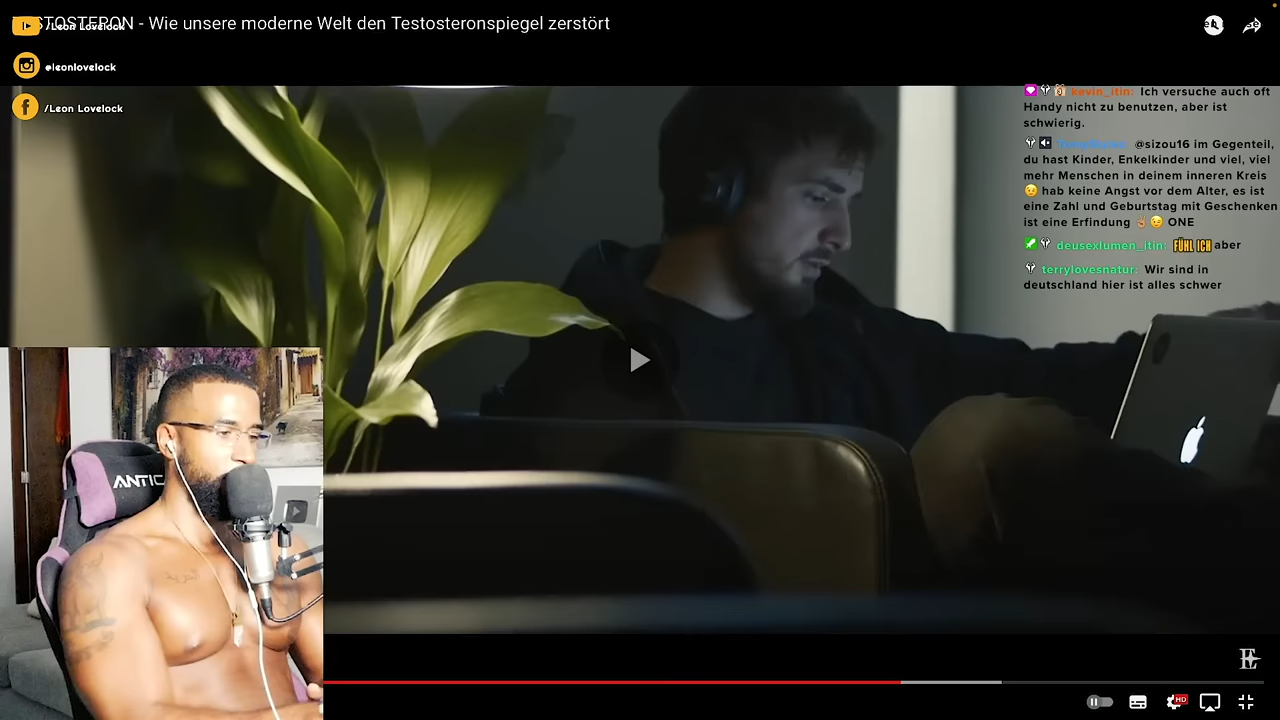 TESTOSTERON - Wie unsere moderne Welt den Testosteronspiegel zerstört
/Leon Lovelock
@leonlovelock
/Leon Lovelock
kevin_itin: Ich versuche auch oft
Handy nicht zu benutzen, aber ist
schwierig.
@sizou16 im Gegenteil,
du hast Kinder, Enkelkinder und viel, viel
mehr Menschen in deinem inneren Kreis
😉 hab keine Angst vor dem Alter, es ist
eine Zahl und Geburtstag mit Geschenken
ist eine Erfindung ✌🏽😉 ONE
deusexlumen_itin: FÜHL ICH aber
terrylovesnatur: Wir sind in
deutschland hier ist alles schwer
ANTIC
HD